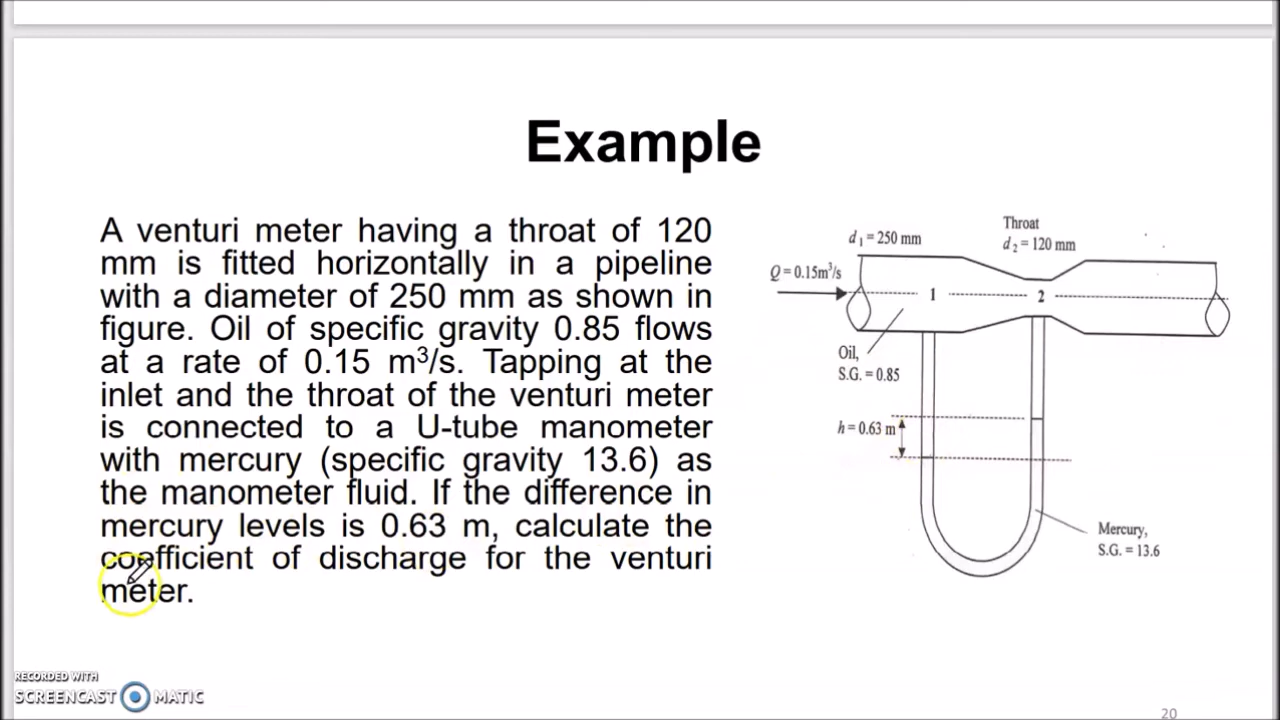 Example
A venturi meter having a throat of 120
mm is fitted horizontally in a pipeline
with a diameter of 250 mm as shown in
figure. Oil of specific gravity 0.85 flows
at a rate of 0.15 m³/s. Tapping at the
inlet and the throat of the venturi meter
is connected to a U-tube manometer
with mercury (specific gravity 13.6) as
the manometer fluid. If the difference in
mercury levels is 0.63 m, calculate the
coefficient of discharge for the venturi
meter.
Throat
d₁ = 250 mm
d₂ = 120 mm
Q = 0.15m³/s
1
2
Oil,
S.G. = 0.85
h = 0.63 m
Mercury,
S.G. = 13.6
RECORDED WITH
SCREENCAST MATIC
20